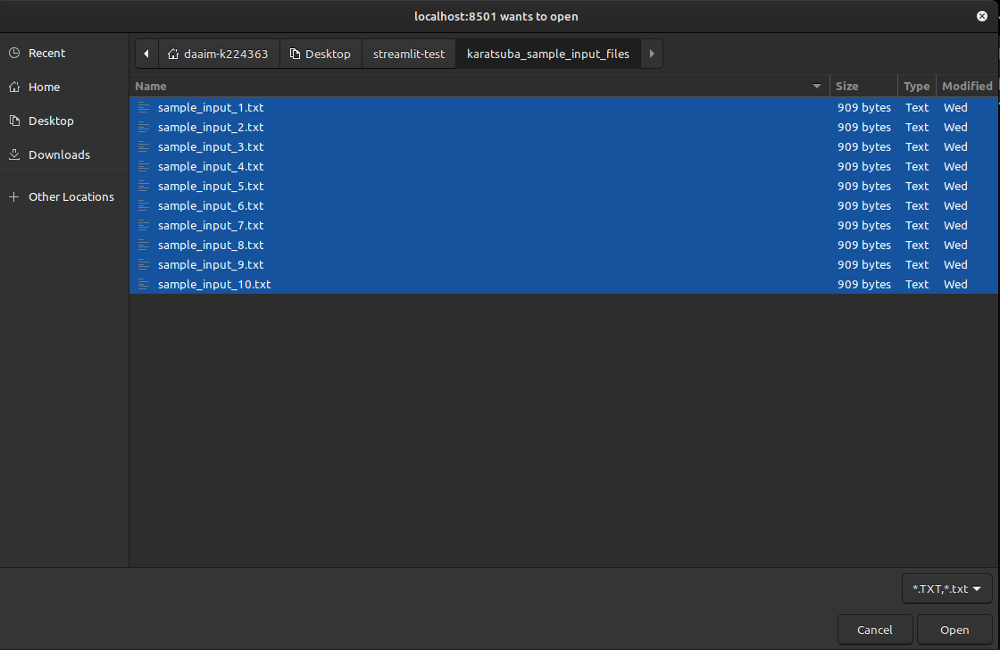 localhost:8501 wants to open
Recent
Home
Desktop
Downloads
Other Locations
daaim-k224363 Desktop streamlit-test karatsuba_sample_input_files
Name Size Type Modified
sample_input_1.txt 909 bytes Text Wed
sample_input_2.txt 909 bytes Text Wed
sample_input_3.txt 909 bytes Text Wed
sample_input_4.txt 909 bytes Text Wed
sample_input_5.txt 909 bytes Text Wed
sample_input_6.txt 909 bytes Text Wed
sample_input_7.txt 909 bytes Text Wed
sample_input_8.txt 909 bytes Text Wed
sample_input_9.txt 909 bytes Text Wed
sample_input_10.txt 909 bytes Text Wed
*.TXT,*.txt
Cancel Open